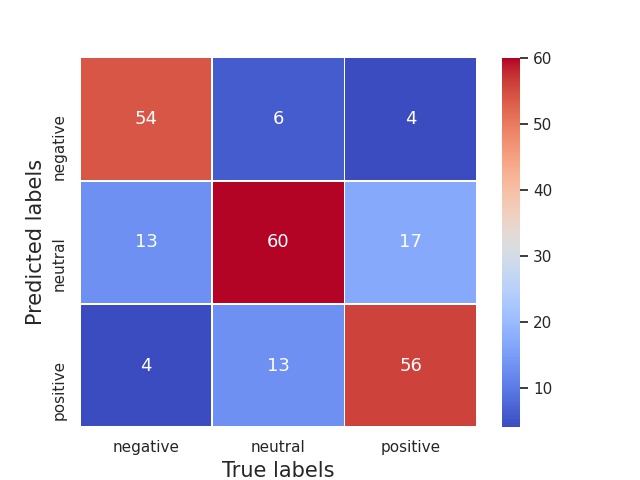 60
50
40
30
20
10
Predicted labels
negative
neutral
positive
54 6 4
13 60 17
4 13 56
negative neutral positive
True labels